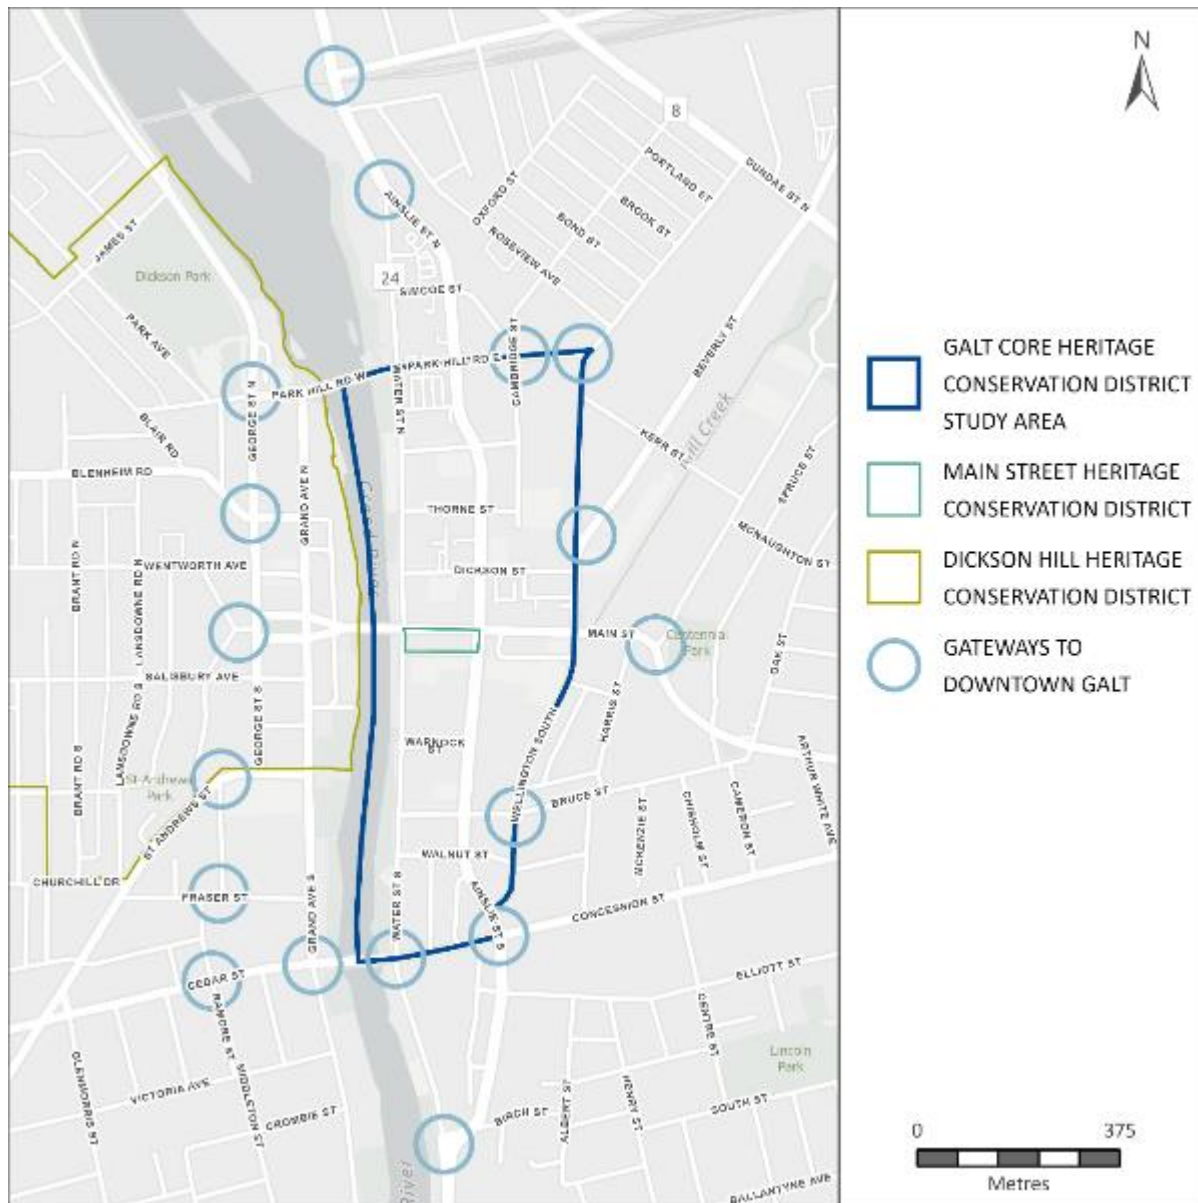 N
8
DUNDAS ST N
PORTLAND ST
OXFORD ST
BROOK ST
BOND ST
ROSEVIEW AVE
AINSLIE ST N
JAMES ST
Dickson Park
24
SIMCOE ST
PARK AVE
CAMBRIDGE ST
BEVERLY ST
PARK HILL RD E
PARK HILL RD W
WATER ST N
GEORGE ST N
BLAIR RD
KERR ST
Mill Creek
SPRUCE ST
BLENHEIM RD
GRAND AVE N
Grand River
THORNE ST
MCNAUGHTON ST
BRANT RD N
LANSDOWNE RD N
WENTWORTH AVE
DICKSON ST
MAIN ST
Centennial
Park
OAK ST
SALISBURY AVE
LANSDOWNE RD S
GEORGE ST S
HARRIS ST
WARNOCK
ST
WELLINGTON SOUTH
BRANT RD S
St Andrews
Park
ST ANDREWS ST
BRUCE ST
MCKENZIE ST
CHISHOLM ST
CAMERON ST
ARTHUR WHITE AVE
WALNUT ST
CHURCHILL DR
FRASER ST
GRAND AVE S
WATER ST S
AINSLIE ST S
CONCESSION ST
CEDAR ST
ELLIOTT ST
RAMORE ST
MIDDLETON ST
GLENMORRIS ST
VICTORIA AVE
CROMBIE ST
Lincoln
Park
BIRCH ST
ALBERT ST
HENRY ST
SOUTH ST
BALLANTYNE AVE
River
GALT CORE HERITAGE
CONSERVATION DISTRICT
STUDY AREA
MAIN STREET HERITAGE
CONSERVATION DISTRICT
DICKSON HILL HERITAGE
CONSERVATION DISTRICT
GATEWAYS TO
DOWNTOWN GALT
0 375
Metres